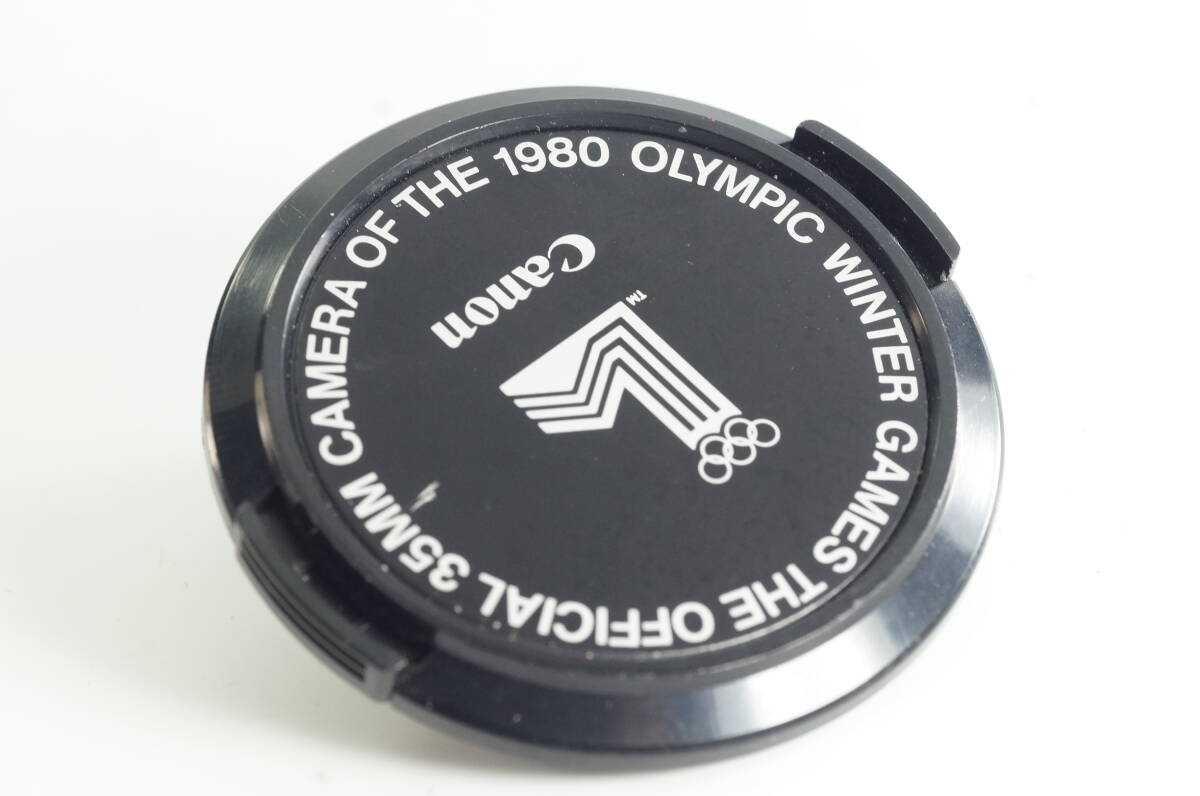 THE OFFICIAL 35MM CAMERA OF THE 1980 OLYMPIC WINTER GAMES
Canon
TM